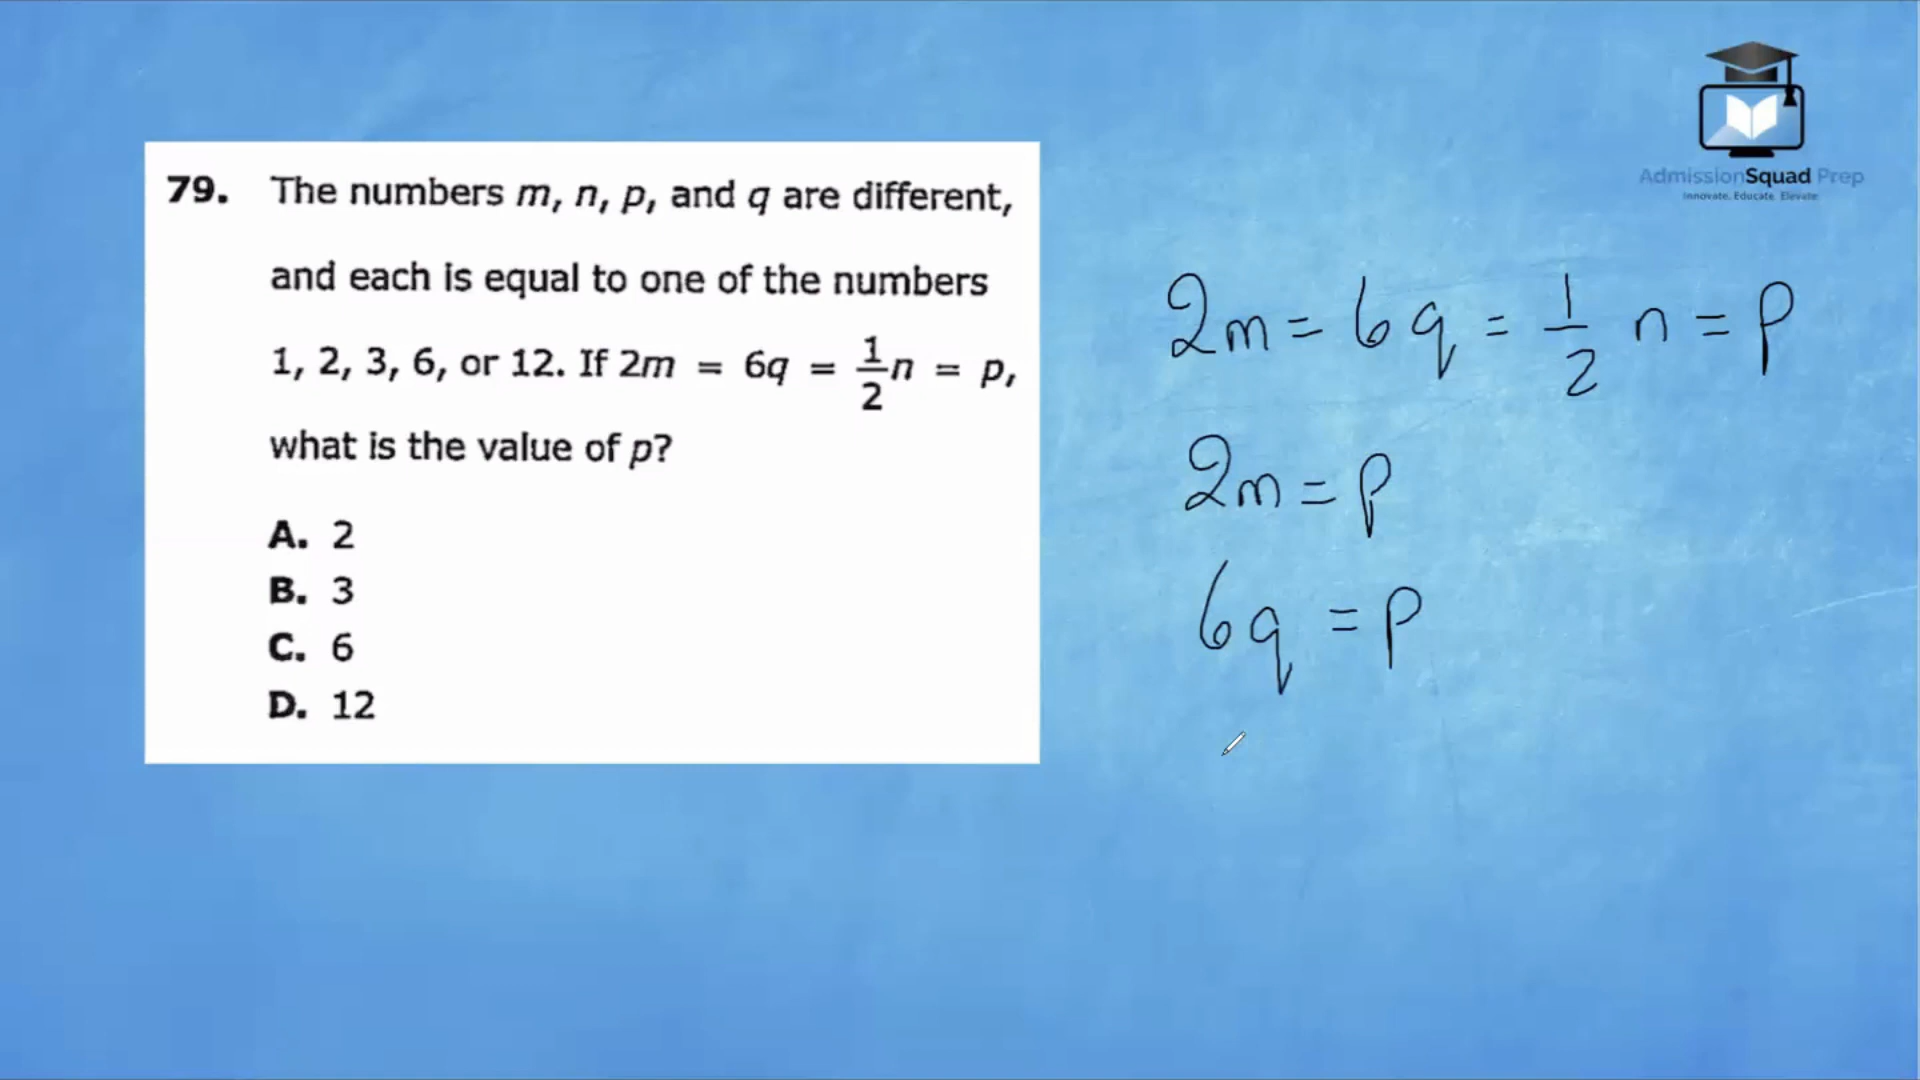 79. The numbers m, n, p, and q are different,
and each is equal to one of the numbers
1, 2, 3, 6, or 12. If 2m = 6q = 1/2 n = p,
what is the value of p?
A. 2
B. 3
C. 6
D. 12
AdmissionSquad Prep
Innovate. Educate. Elevate
2m = 6q = 1/2 n = p
2m = p
6q = p